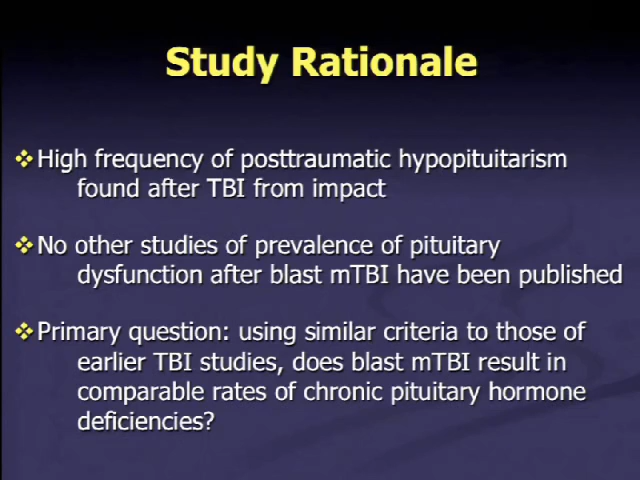 Study Rationale
❖High frequency of posttraumatic hypopituitarism
found after TBI from impact
❖No other studies of prevalence of pituitary
dysfunction after blast mTBI have been published
❖Primary question: using similar criteria to those of
earlier TBI studies, does blast mTBI result in
comparable rates of chronic pituitary hormone
deficiencies?